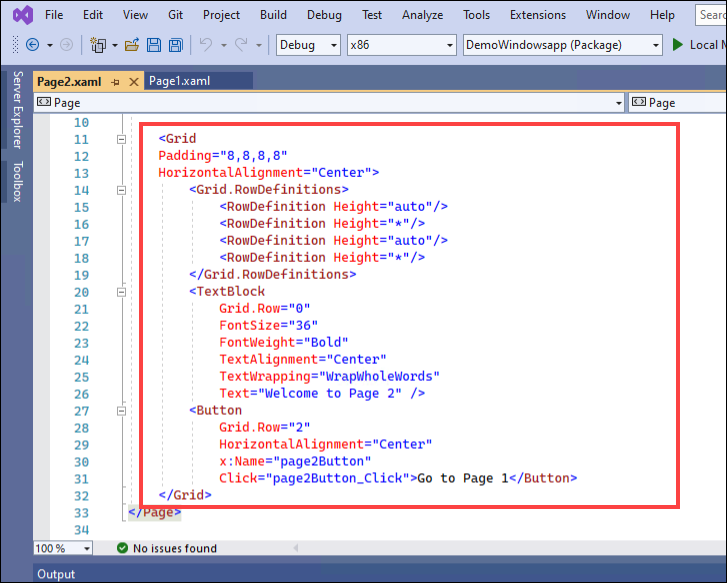 File Edit View Git Project Build Debug Test Analyze Tools Extensions Window Help Sear
Debug x86 DemoWindowsapp (Package) Local M
Server Explorer
Toolbox
Page2.xaml Page1.xaml
Page Page
10
11 <Grid
12 Padding="8,8,8,8"
13 HorizontalAlignment="Center">
14 <Grid.RowDefinitions>
15 <RowDefinition Height="auto"/>
16 <RowDefinition Height="*"/>
17 <RowDefinition Height="auto"/>
18 <RowDefinition Height="*"/>
19 </Grid.RowDefinitions>
20 <TextBlock
21 Grid.Row="0"
22 FontSize="36"
23 FontWeight="Bold"
24 TextAlignment="Center"
25 TextWrapping="WrapWholeWords"
26 Text="Welcome to Page 2" />
27 <Button
28 Grid.Row="2"
29 HorizontalAlignment="Center"
30 x:Name="page2Button"
31 Click="page2Button_Click">Go to Page 1</Button>
32 </Grid>
33 </Page>
34
100 % No issues found
Output